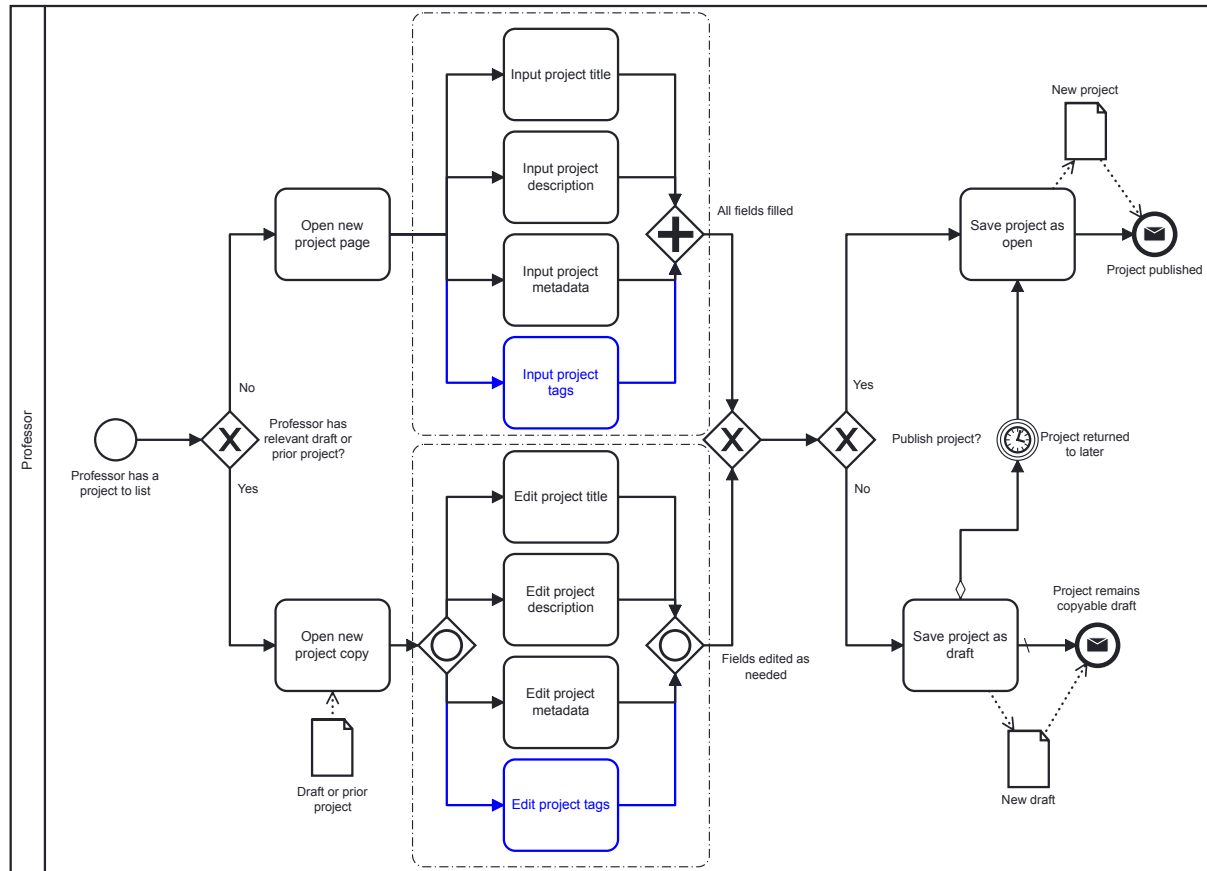 Professor
Professor has a
project to list
No
Professor has
relevant draft or
prior project?
Yes
Open new
project page
Open new
project copy
Draft or prior
project
Input project title
Input project
description
Input project
metadata
Input project
tags
All fields filled
Edit project title
Edit project
description
Edit project
metadata
Edit project tags
Fields edited as
needed
Yes
Publish project?
No
New project
Save project as
open
Project published
Project returned
to later
Save project as
draft
Project remains
copyable draft
New draft